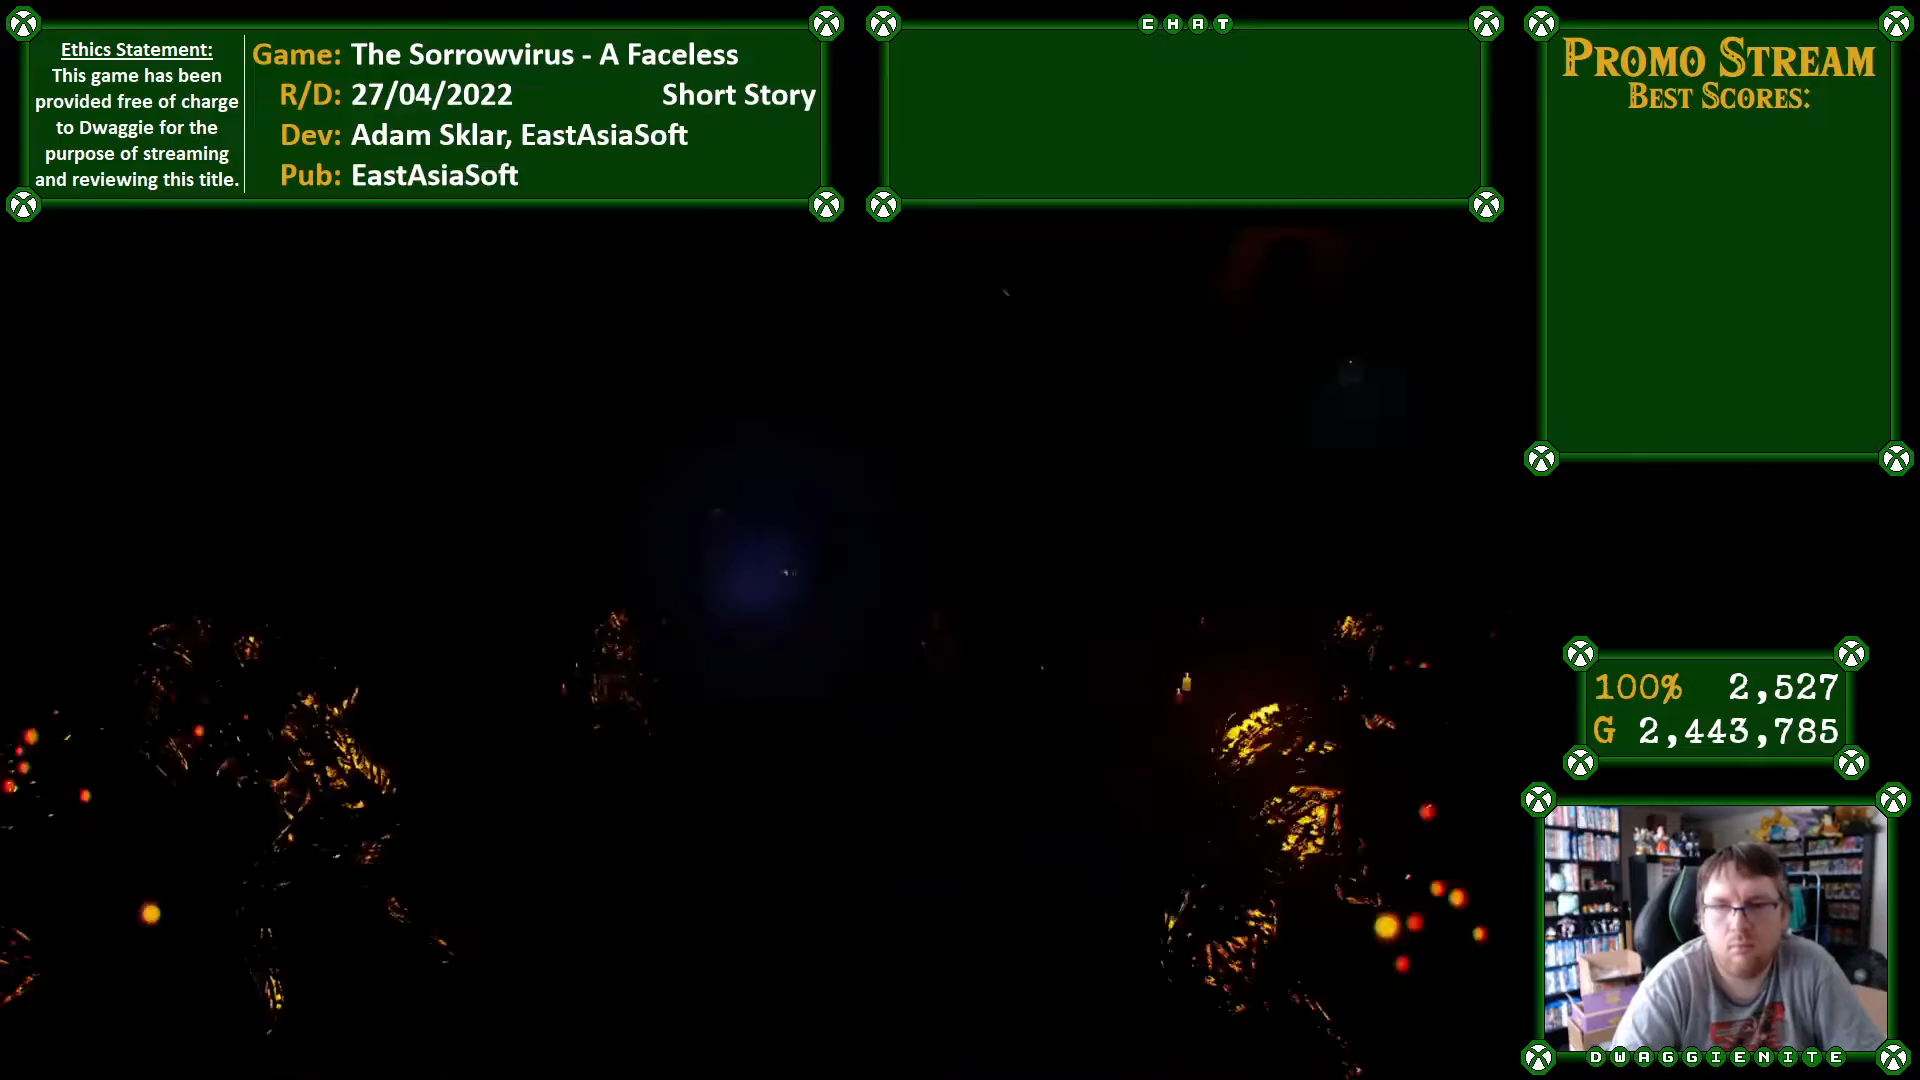 Ethics Statement:
This game has been
provided free of charge
to Dwaggie for the
purpose of streaming
and reviewing this title.
Game: The Sorrowvirus - A Faceless
R/D: 27/04/2022 Short Story
Dev: Adam Sklar, EastAsiaSoft
Pub: EastAsiaSoft
CHAT
Promo Stream
Best Scores:
100% 2,527
G 2,443,785
DWAGGIENITE